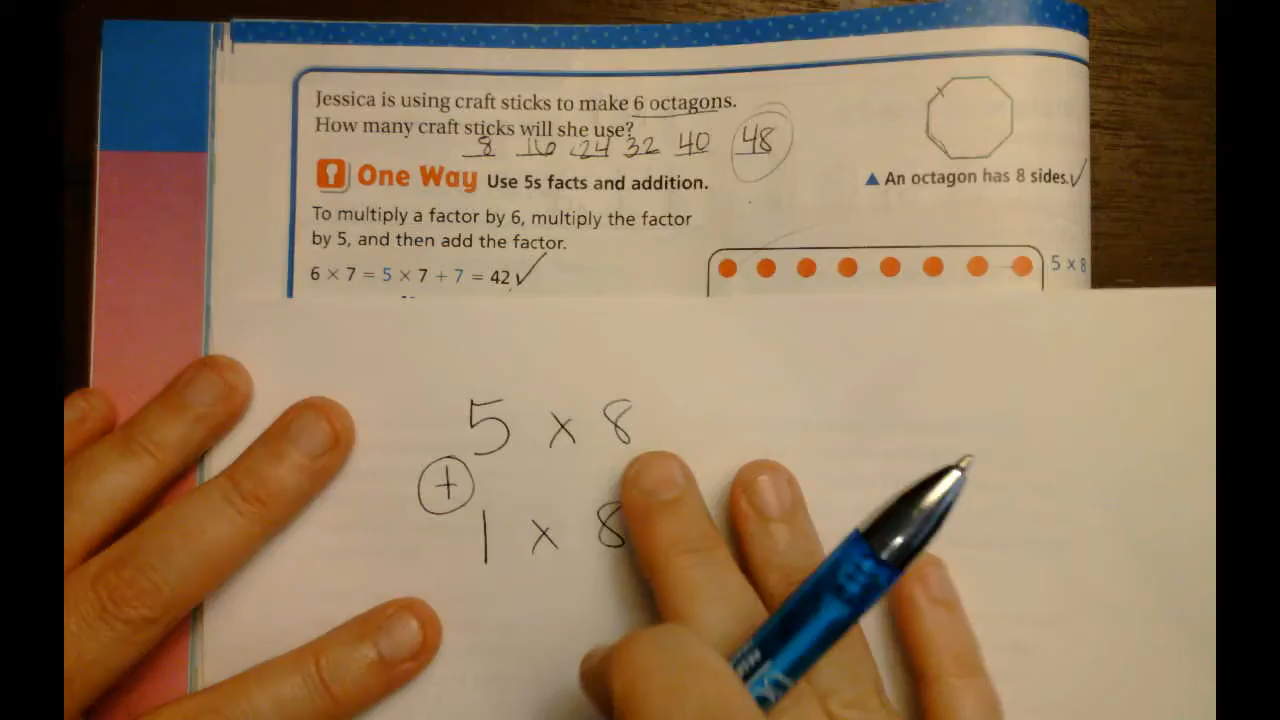 Jessica is using craft sticks to make 6 octagons.
How many craft sticks will she use?
8 16 24 32 40 48
One Way Use 5s facts and addition.
▲ An octagon has 8 sides. ✓
To multiply a factor by 6, multiply the factor
by 5, and then add the factor.
6 × 7 = 5 × 7 + 7 = 42 ✓
5 × 8
5 × 8
+
1 × 8